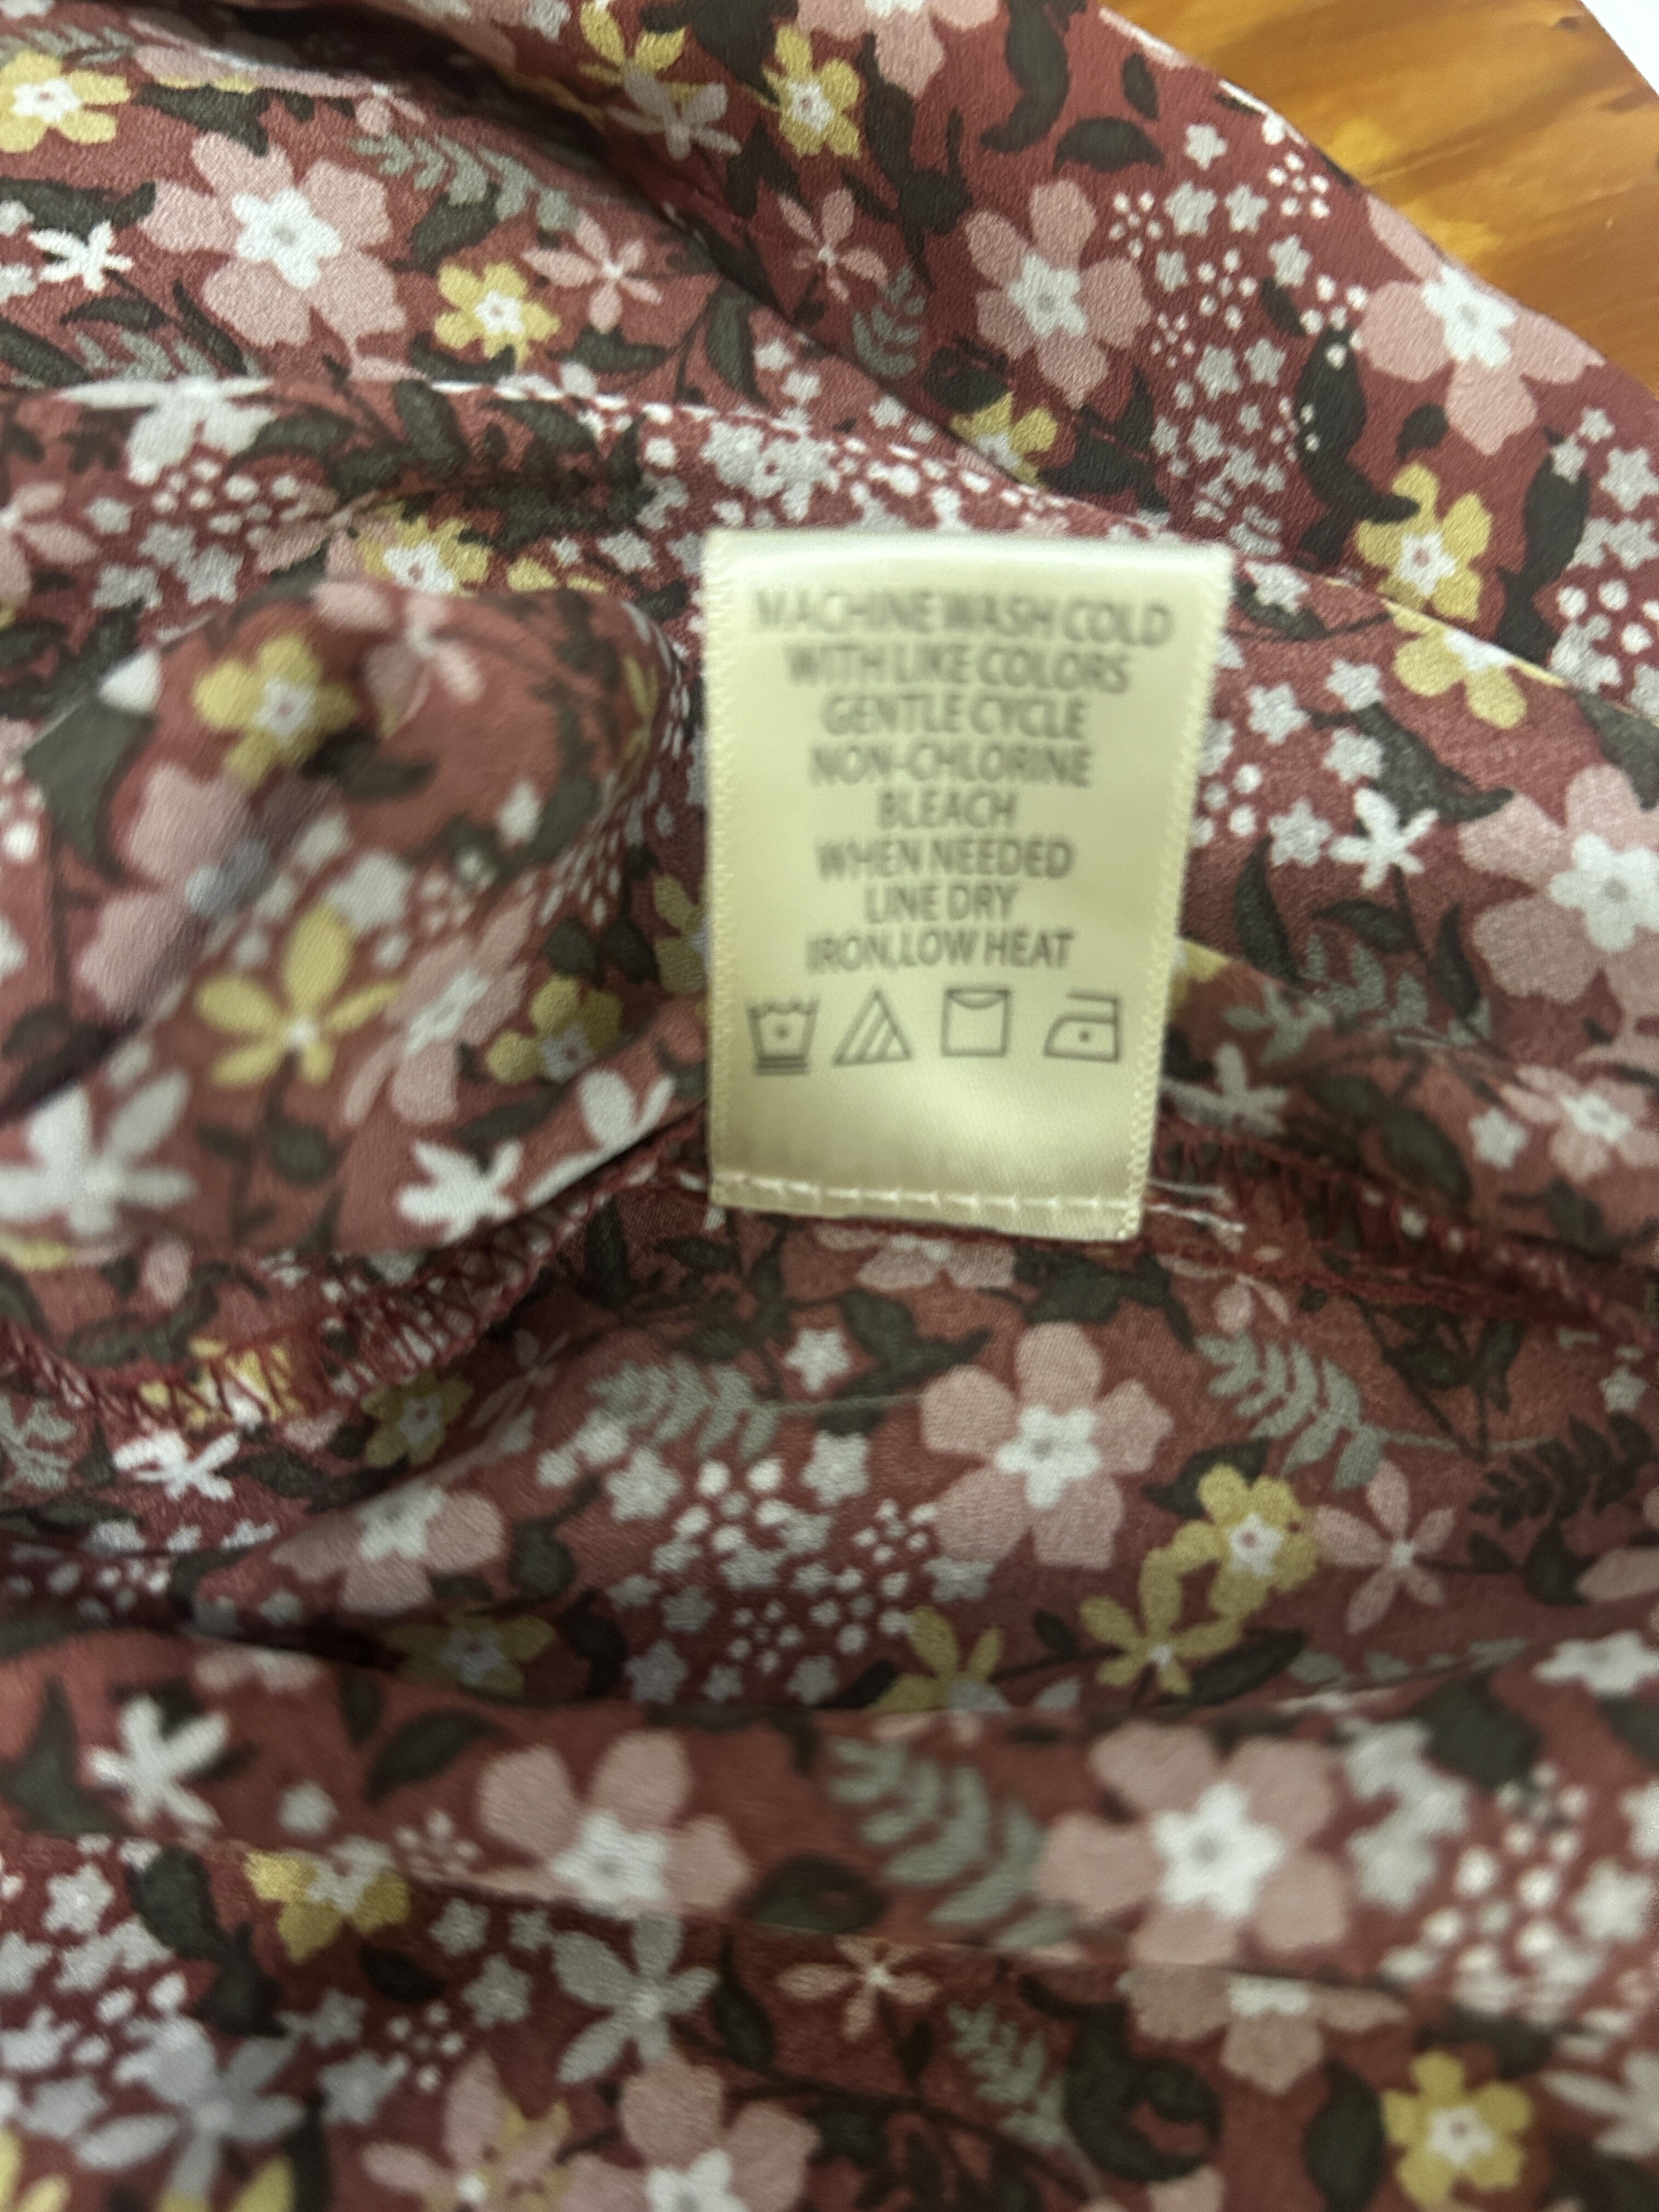 MACHINE WASH COLD
WITH LIKE COLORS
GENTLE CYCLE
NON-CHLORINE
BLEACH
WHEN NEEDED
LINE DRY
IRON,LOW HEAT